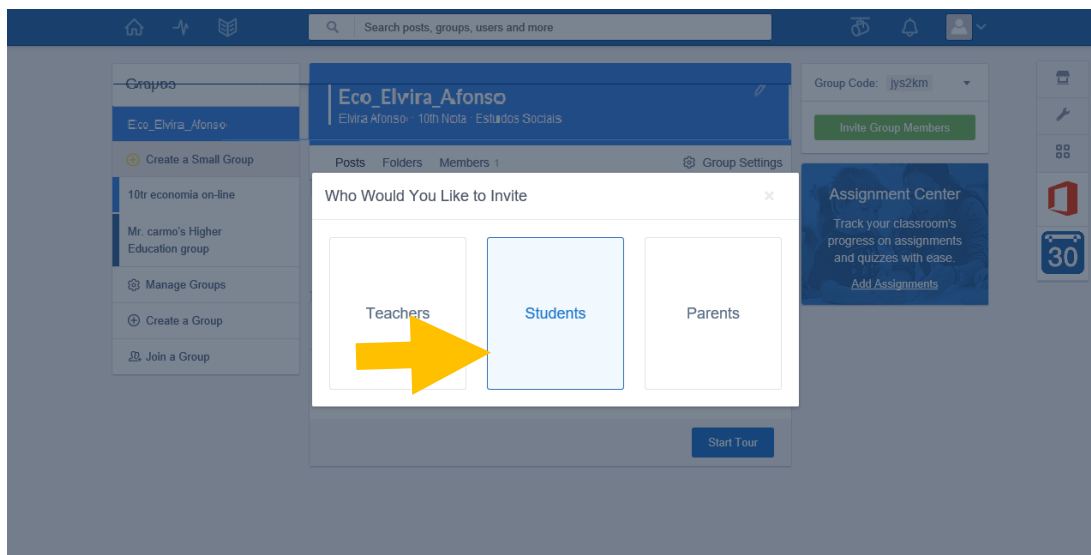 Search posts, groups, users and more
Groups
Eco_Elvira_Afonso
Create a Small Group
10tr economia on-line
Mr. carmo's Higher
Education group
Manage Groups
Create a Group
Join a Group
Eco_Elvira_Afonso
Elvira Afonso · 10th Nota · Estudos Sociais
Posts Folders Members 1 Group Settings
Who Would You Like to Invite ×
Teachers Students Parents
Start Tour
Group Code: jys2km
Invite Group Members
Assignment Center
Track your classroom's
progress on assignments
and quizzes with ease.
Add Assignments
30